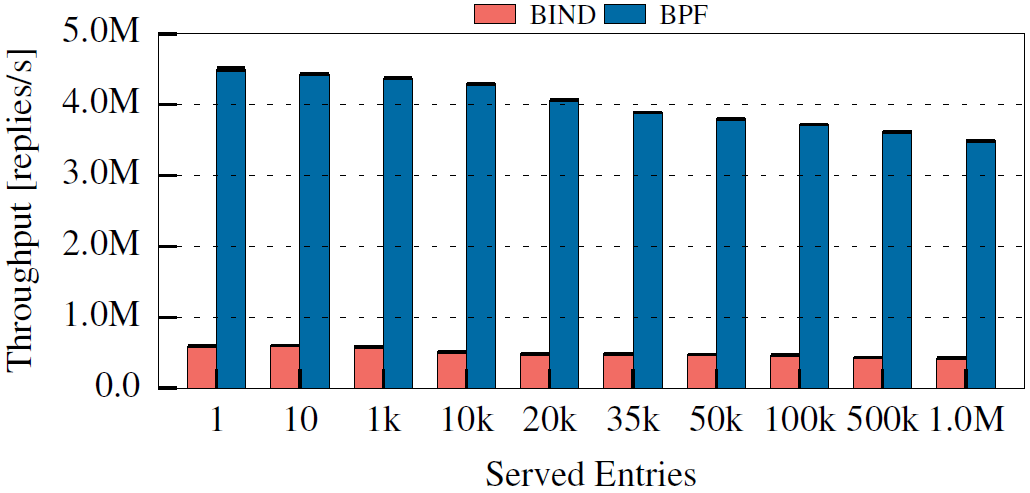 BIND BPF
Throughput [replies/s]
5.0M
4.0M
3.0M
2.0M
1.0M
0.0
1 10 1k 10k 20k 35k 50k 100k 500k 1.0M
Served Entries